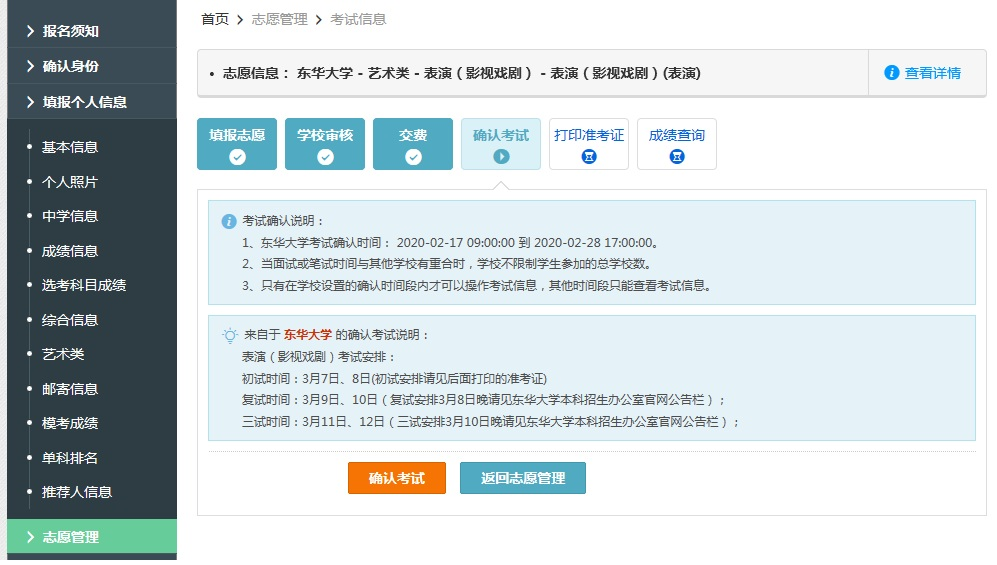 报名须知
确认身份
填报个人信息
基本信息
个人照片
中学信息
成绩信息
选考科目成绩
综合信息
艺术类
邮寄信息
模考成绩
单科排名
推荐人信息
志愿管理
首页 > 志愿管理 > 考试信息
• 志愿信息： 东华大学 - 艺术类 - 表演（影视戏剧） - 表演（影视戏剧）(表演)
查看详情
填报志愿
学校审核
交费
确认考试
打印准考证
成绩查询
考试确认说明：
1、东华大学考试确认时间： 2020-02-17 09:00:00 到 2020-02-28 17:00:00。
2、当面试或笔试时间与其他学校有重合时，学校不限制学生参加的总学校数。
3、只有在学校设置的确认时间段内才可以操作考试信息，其他时间段只能查看考试信息。
来自于 东华大学 的确认考试说明：
表演（影视戏剧）考试安排：
初试时间：3月7日、8日(初试安排请见后面打印的准考证)
复试时间：3月9日、10日（复试安排3月8日晚请见东华大学本科招生办公室官网公告栏）；
三试时间：3月11日、12日（三试安排3月10日晚请见东华大学本科招生办公室官网公告栏）；
确认考试
返回志愿管理